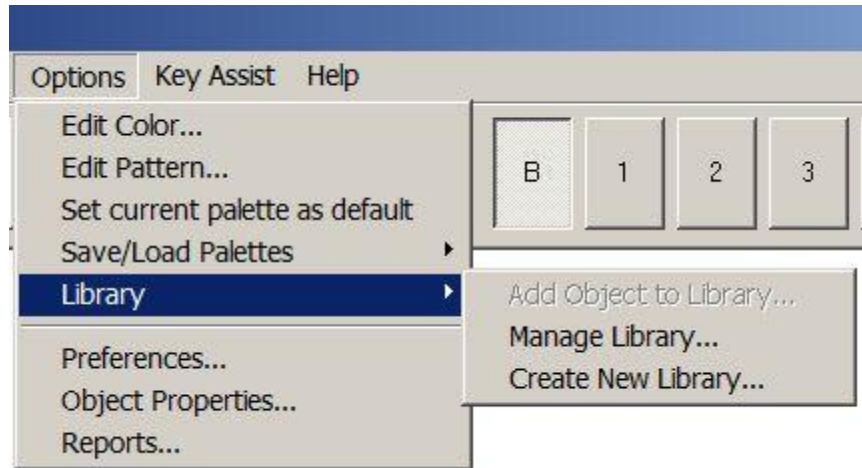 Options Key Assist Help
Edit Color...
Edit Pattern...
Set current palette as default
Save/Load Palettes
Library
Preferences...
Object Properties...
Reports...
B 1 2 3
Add Object to Library...
Manage Library...
Create New Library...